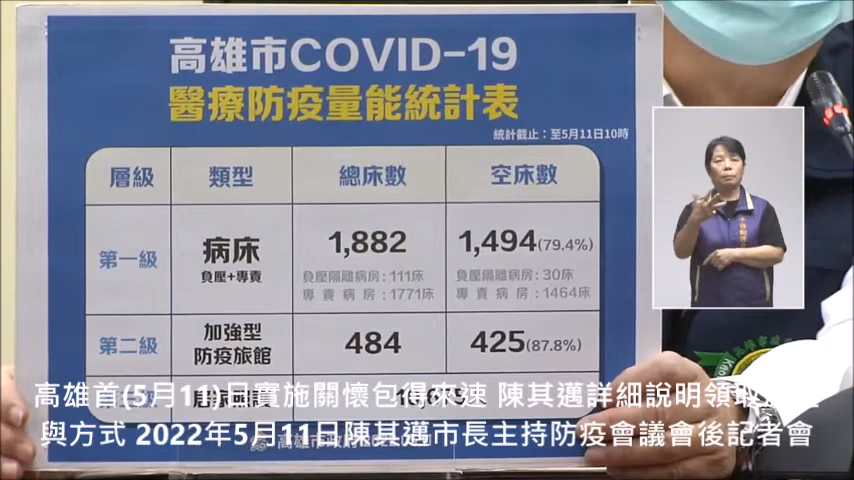 高雄市COVID-19
醫療防疫量能統計表
統計截止：至5月11日10時
層級 類型 總床數 空床數
第一級 病床 1,882 1,494(79.4%)
負壓+專責 負壓隔離病房：111床 負壓隔離病房：30床
專責病房：1771床 專責病房：1464床
第二級 加強型 484 425(87.8%)
防疫旅館
高雄首(5月11)日實施關懷包得來速 陳其邁詳細說明領取
與方式 2022年5月11日陳其邁市長主持防疫會議會後記者會